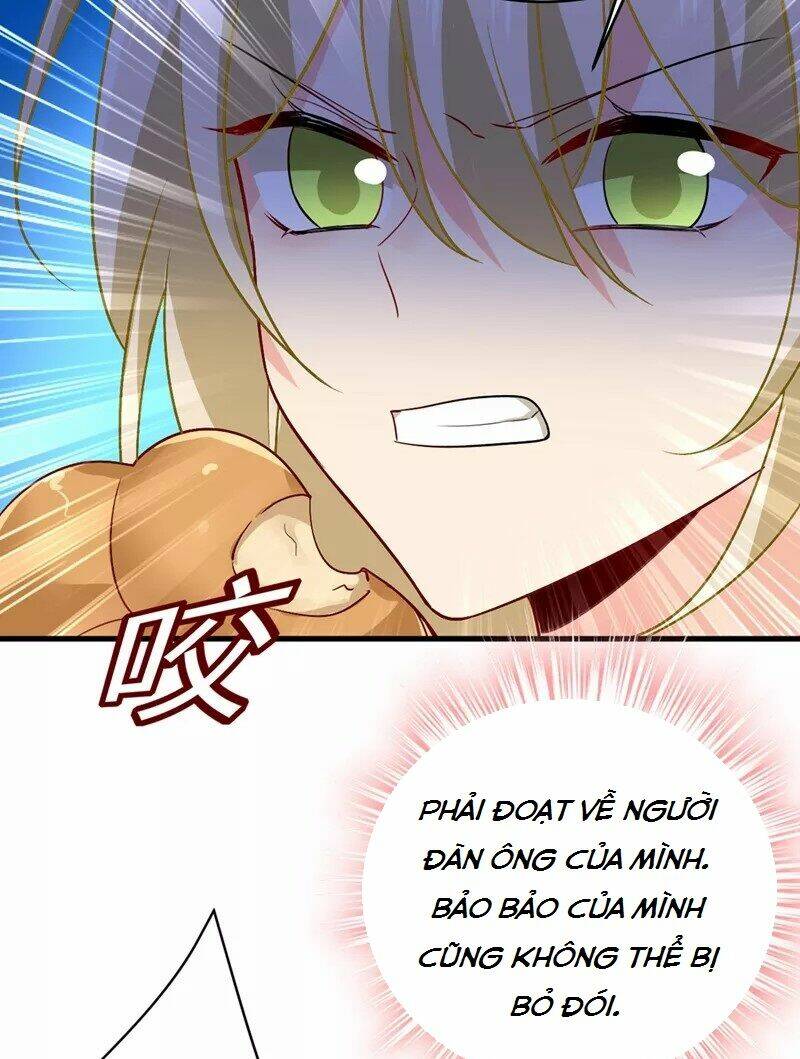 咬
PHẢI ĐOẠT VỀ NGƯỜI
ĐÀN ÔNG CỦA MÌNH.
BẢO BẢO CỦA MÌNH
CŨNG KHÔNG THỂ BỊ
BỎ ĐÓI.